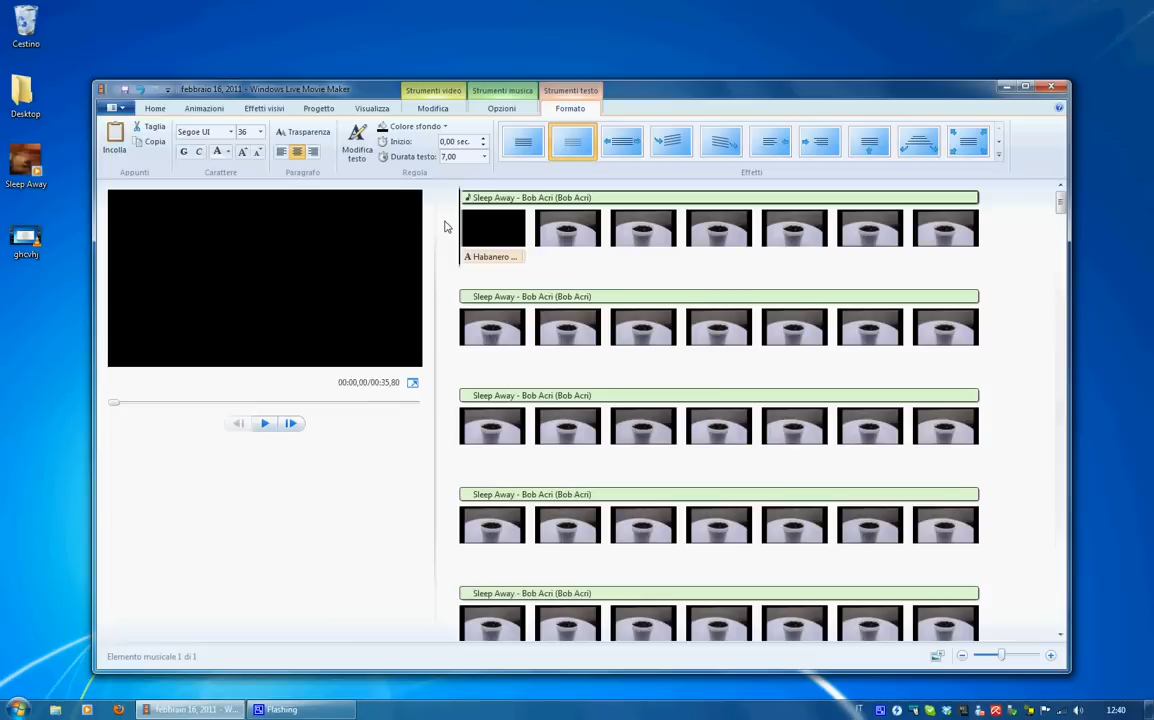 Cestino
Desktop
Sleep Away
ghcvhj
febbraio 16, 2011 - Windows Live Movie Maker
Strumenti video
Strumenti musica
Strumenti testo
Home
Animazioni
Effetti visivi
Progetto
Visualizza
Modifica
Opzioni
Formato
Incolla
Taglia
Copia
Appunti
Segoe UI
36
G C A A A
Carattere
Trasparenza
Paragrafo
Modifica testo
Colore sfondo
Inizio: 0,00 sec.
Durata testo: 7,00
Regola
Effetti
Sleep Away - Bob Acri (Bob Acri)
A Habanero ...
Sleep Away - Bob Acri (Bob Acri)
Sleep Away - Bob Acri (Bob Acri)
Sleep Away - Bob Acri (Bob Acri)
Sleep Away - Bob Acri (Bob Acri)
00:00,00/00:35,80
Elemento musicale 1 di 1
febbraio 16, 2011 - W...
Flashing
IT
12:40